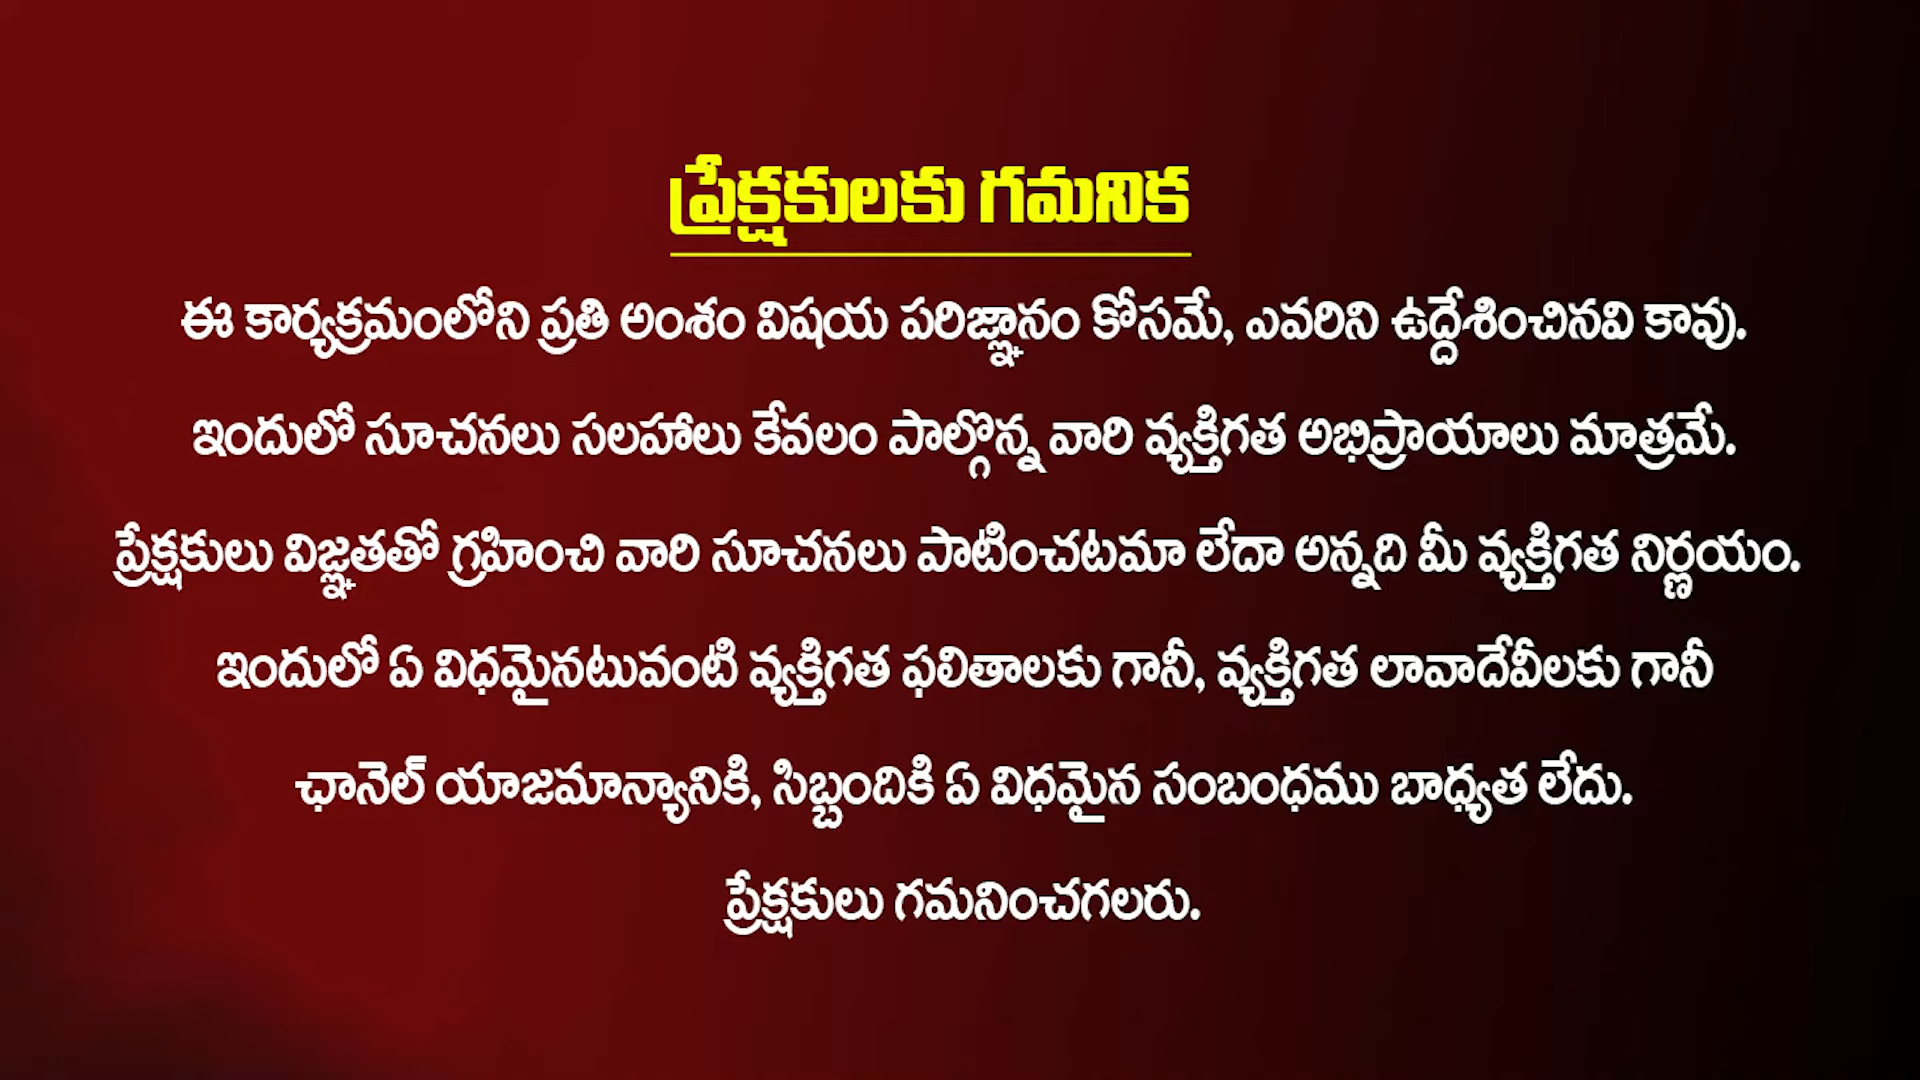 ప్రేక్షకులకు గమనిక
ఈ కార్యక్రమంలోని ప్రతి అంశం విషయ పరిజ్ఞానం కోసమే, ఎవరిని ఉద్దేశించినవి కావు.
ఇందులో సూచనలు సలహాలు కేవలం పాల్గొన్న వారి వ్యక్తిగత అభిప్రాయాలు మాత్రమే.
ప్రేక్షకులు విజ్ఞతతో గ్రహించి వారి సూచనలు పాటించటమా లేదా అన్నది మీ వ్యక్తిగత నిర్ణయం.
ఇందులో ఏ విధమైనటువంటి వ్యక్తిగత ఫలితాలకు గానీ, వ్యక్తిగత లావాదేవీలకు గానీ
ఛానెల్ యాజమాన్యానికి, సిబ్బందికి ఏ విధమైన సంబంధము బాధ్యత లేదు.
ప్రేక్షకులు గమనించగలరు.